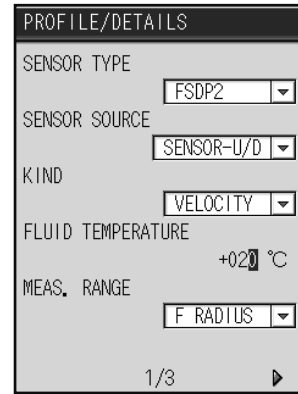 PROFILE/DETAILS
SENSOR TYPE
FSDP2
SENSOR SOURCE
SENSOR-U/D
KIND
VELOCITY
FLUID TEMPERATURE
+020 °C
MEAS. RANGE
F RADIUS
1/3